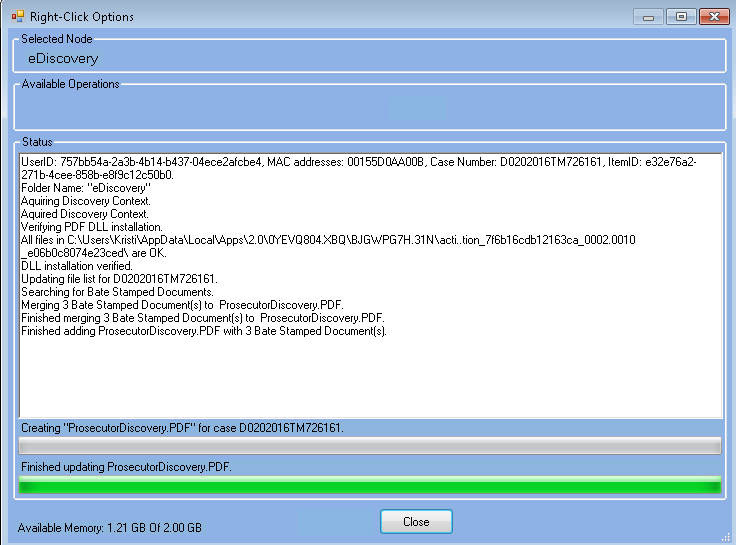 Right-Click Options
Selected Node
eDiscovery
Available Operations
Status
UserID: 757bb54a-2a3b-4b14-b437-04ece2afcbe4, MAC addresses: 00155D0AA00B, Case Number: D0202016TM726161, ItemID: e32e76a2-
271b-4cee-858b-e8f9c12c50b0.
Folder Name: "eDiscovery"
Aquiring Discovery Context.
Aquired Discovery Context.
Verifying PDF DLL installation.
All files in C:\Users\Kristi\AppData\Local\Apps\2.0\0YEVQ804.XBQ\BJGWPG7H.31N\acti..tion_7f6b16cdb12163ca_0002.0010
_e06b0c8074e23ced\ are OK.
DLL installation verified.
Updating file list for D0202016TM726161.
Searching for Bate Stamped Documents.
Merging 3 Bate Stamped Document(s) to  ProsecutorDiscovery.PDF.
Finished merging 3 Bate Stamped Document(s) to  ProsecutorDiscovery.PDF.
Finished adding ProsecutorDiscovery.PDF with 3 Bate Stamped Document(s).
Creating "ProsecutorDiscovery.PDF" for case D0202016TM726161.
Finished updating ProsecutorDiscovery.PDF.
Available Memory: 1.21 GB Of 2.00 GB
Close